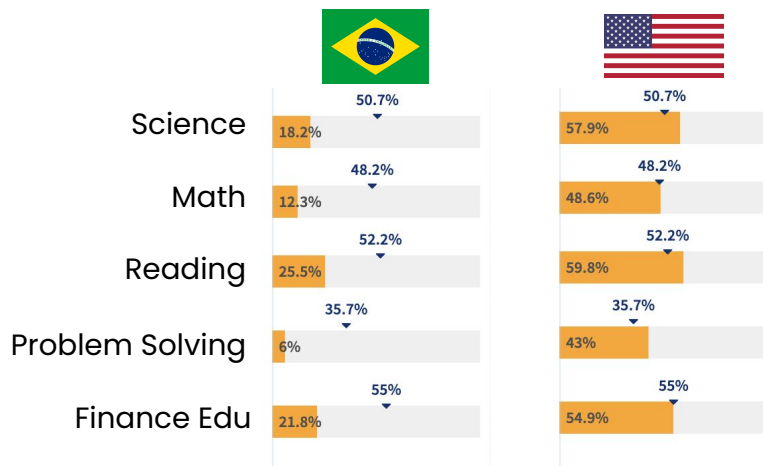 50.7% 50.7%
Science 18.2% 57.9%
48.2% 48.2%
Math 12.3% 48.6%
52.2% 52.2%
Reading 25.5% 59.8%
35.7% 35.7%
Problem Solving 6% 43%
55% 55%
Finance Edu 21.8% 54.9%